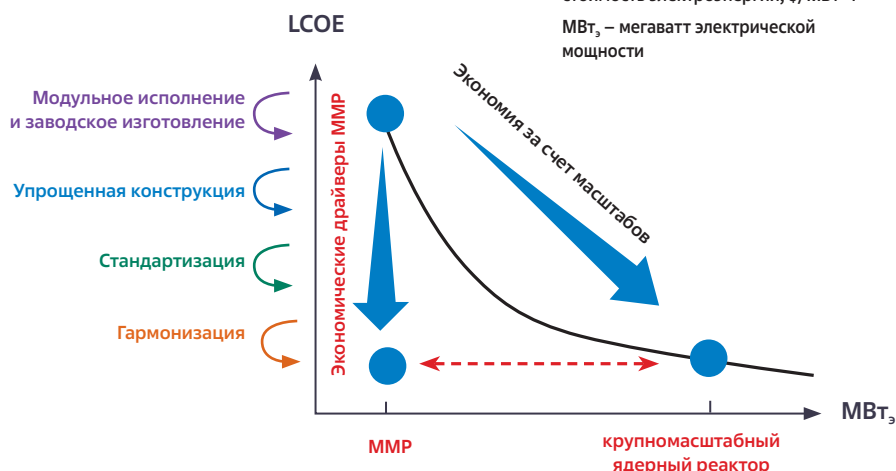 LCOE
МВтэ – мегаватт электрической
мощности
Модульное исполнение
и заводское изготовление
Упрощенная конструкция
Стандартизация
Гармонизация
Экономические драйверы ММР
Экономия за счет масштабов
МВтэ
ММР
крупномасштабный
ядерный реактор